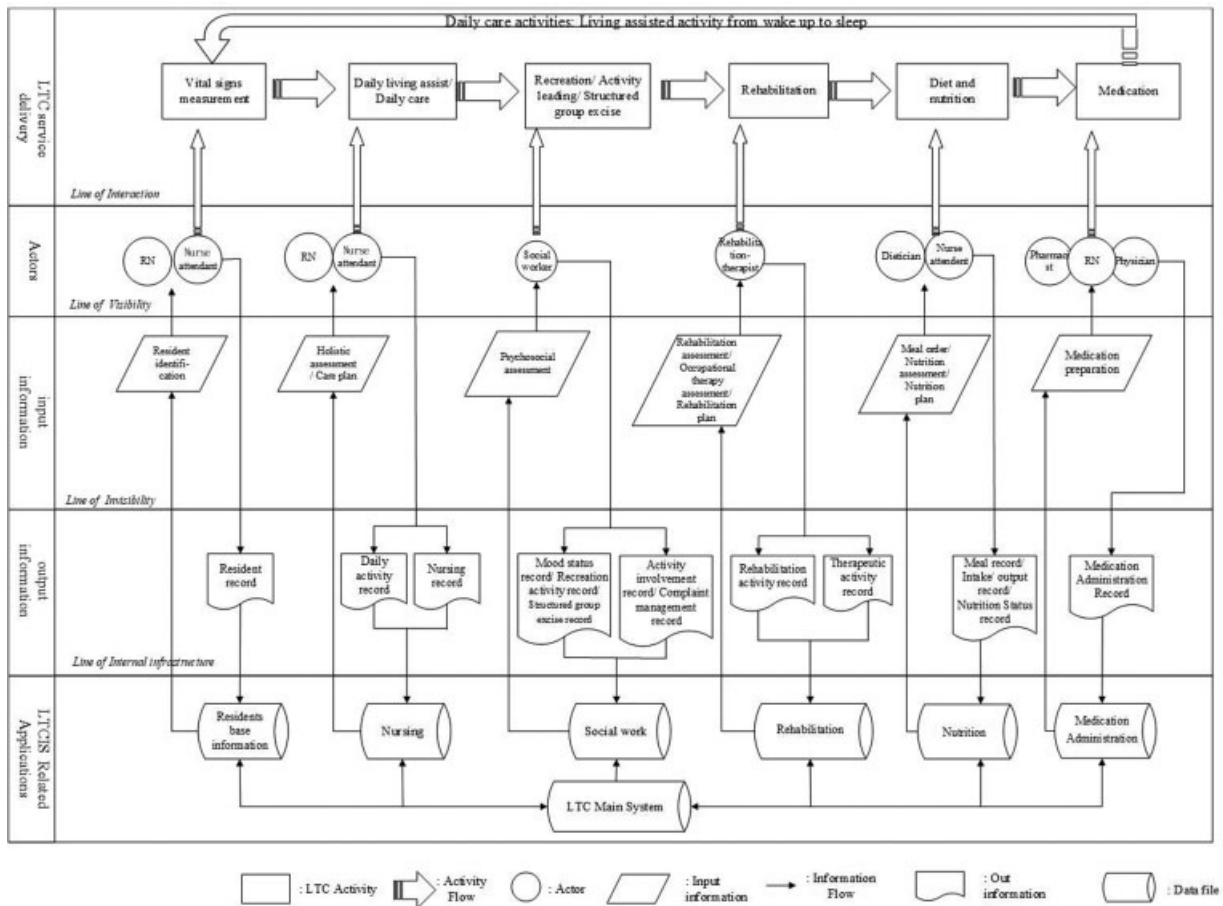 Daily care activities: Living assisted activity from wake up to sleep
LTC service
delivery
Vital signs
measurement
Daily living assist/
Daily care
Recreation/ Activity
leading/ Structured
group excise
Rehabilitation
Diet and
nutrition
Medication
Line of Interaction
Actors
RN
Nurse
attendant
RN
Nurse
attendant
Social
worker
Rehabilita
tion-
therapist
Dietician
Nurse
attendent
Pharmac
ist
RN
Physician
Line of Visibility
input
information
Resident
identifi-
cation
Holistic
assessment
/ Care plan
Psychosocial
assessment
Rehabilitation
assessment/
Occupational
therapy
assessment/
Rehabilitation
plan
Meal order/
Nutrition
assessment/
Nutrition
plan
Medication
preparation
Line of Invizibility
output
information
Resident
record
Daily
activity
record
Nursing
record
Mood status
record/ Recreation
activity record/
Structured group
excise record
Activity
involvement
record/ Complaint
management
record
Rehabilitation
activity record
Therapeutic
activity
record
Meal record/
Intake/ output
record/
Nutrition Status
record
Medication
Administration
Record
Line of Internal infrastructure
LTCIS Related
Applications
Residents
base
information
Nursing
Social work
Rehabilitation
Nutrition
Medication
Administration
LTC Main System
: LTC Activity
: Activity
Flow
: Actor
: Input
information
: Information
Flow
: Out
information
: Data file